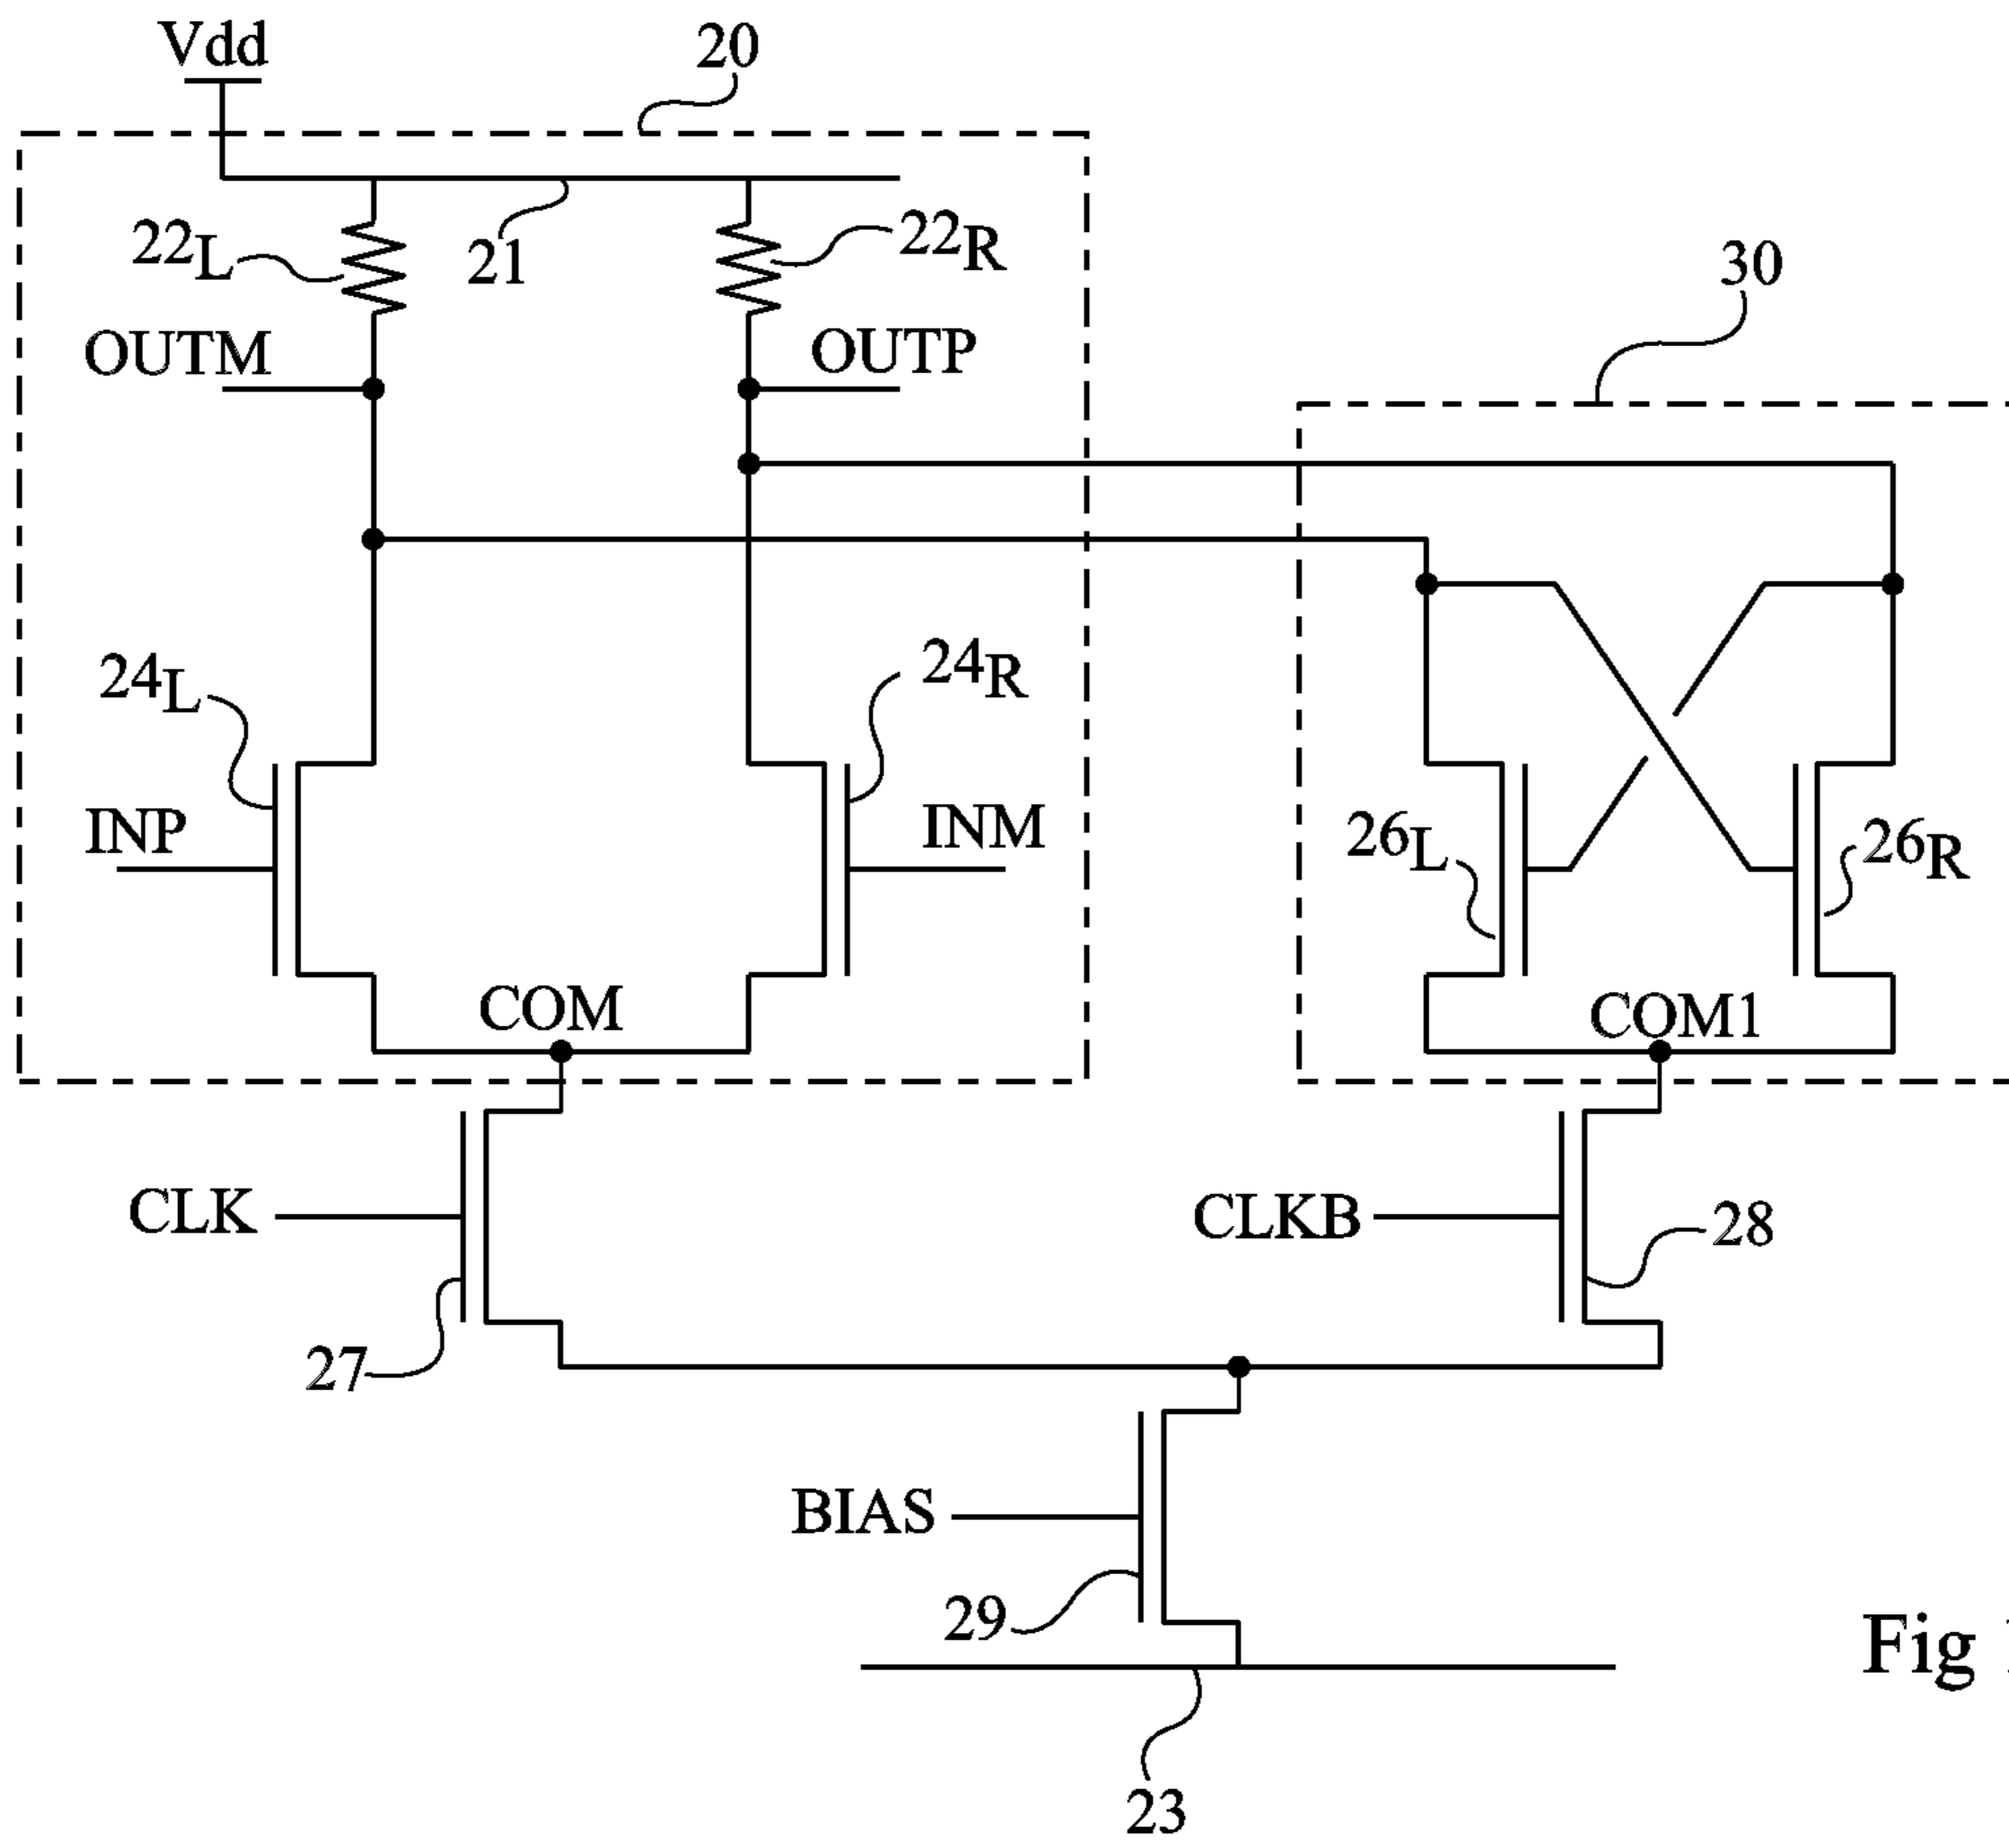 Vdd
20
22L
21
22R
30
OUTM
OUTP
24L
24R
INP
INM
26L
26R
COM
COM1
CLK
CLKB
28
27
BIAS
29
Fig
23